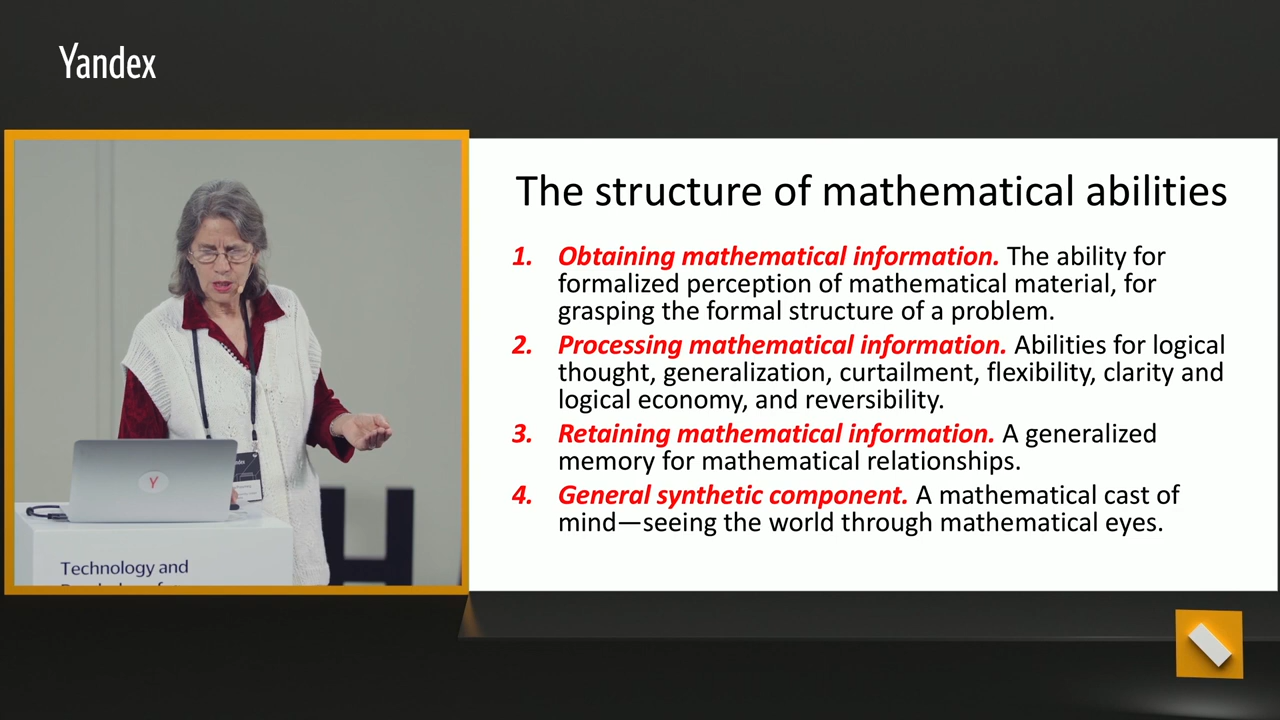 Yandex
The structure of mathematical abilities
1. Obtaining mathematical information. The ability for
formalized perception of mathematical material, for
grasping the formal structure of a problem.
2. Processing mathematical information. Abilities for logical
thought, generalization, curtailment, flexibility, clarity and
logical economy, and reversibility.
3. Retaining mathematical information. A generalized
memory for mathematical relationships.
4. General synthetic component. A mathematical cast of
mind—seeing the world through mathematical eyes.
Y
H
Technology and